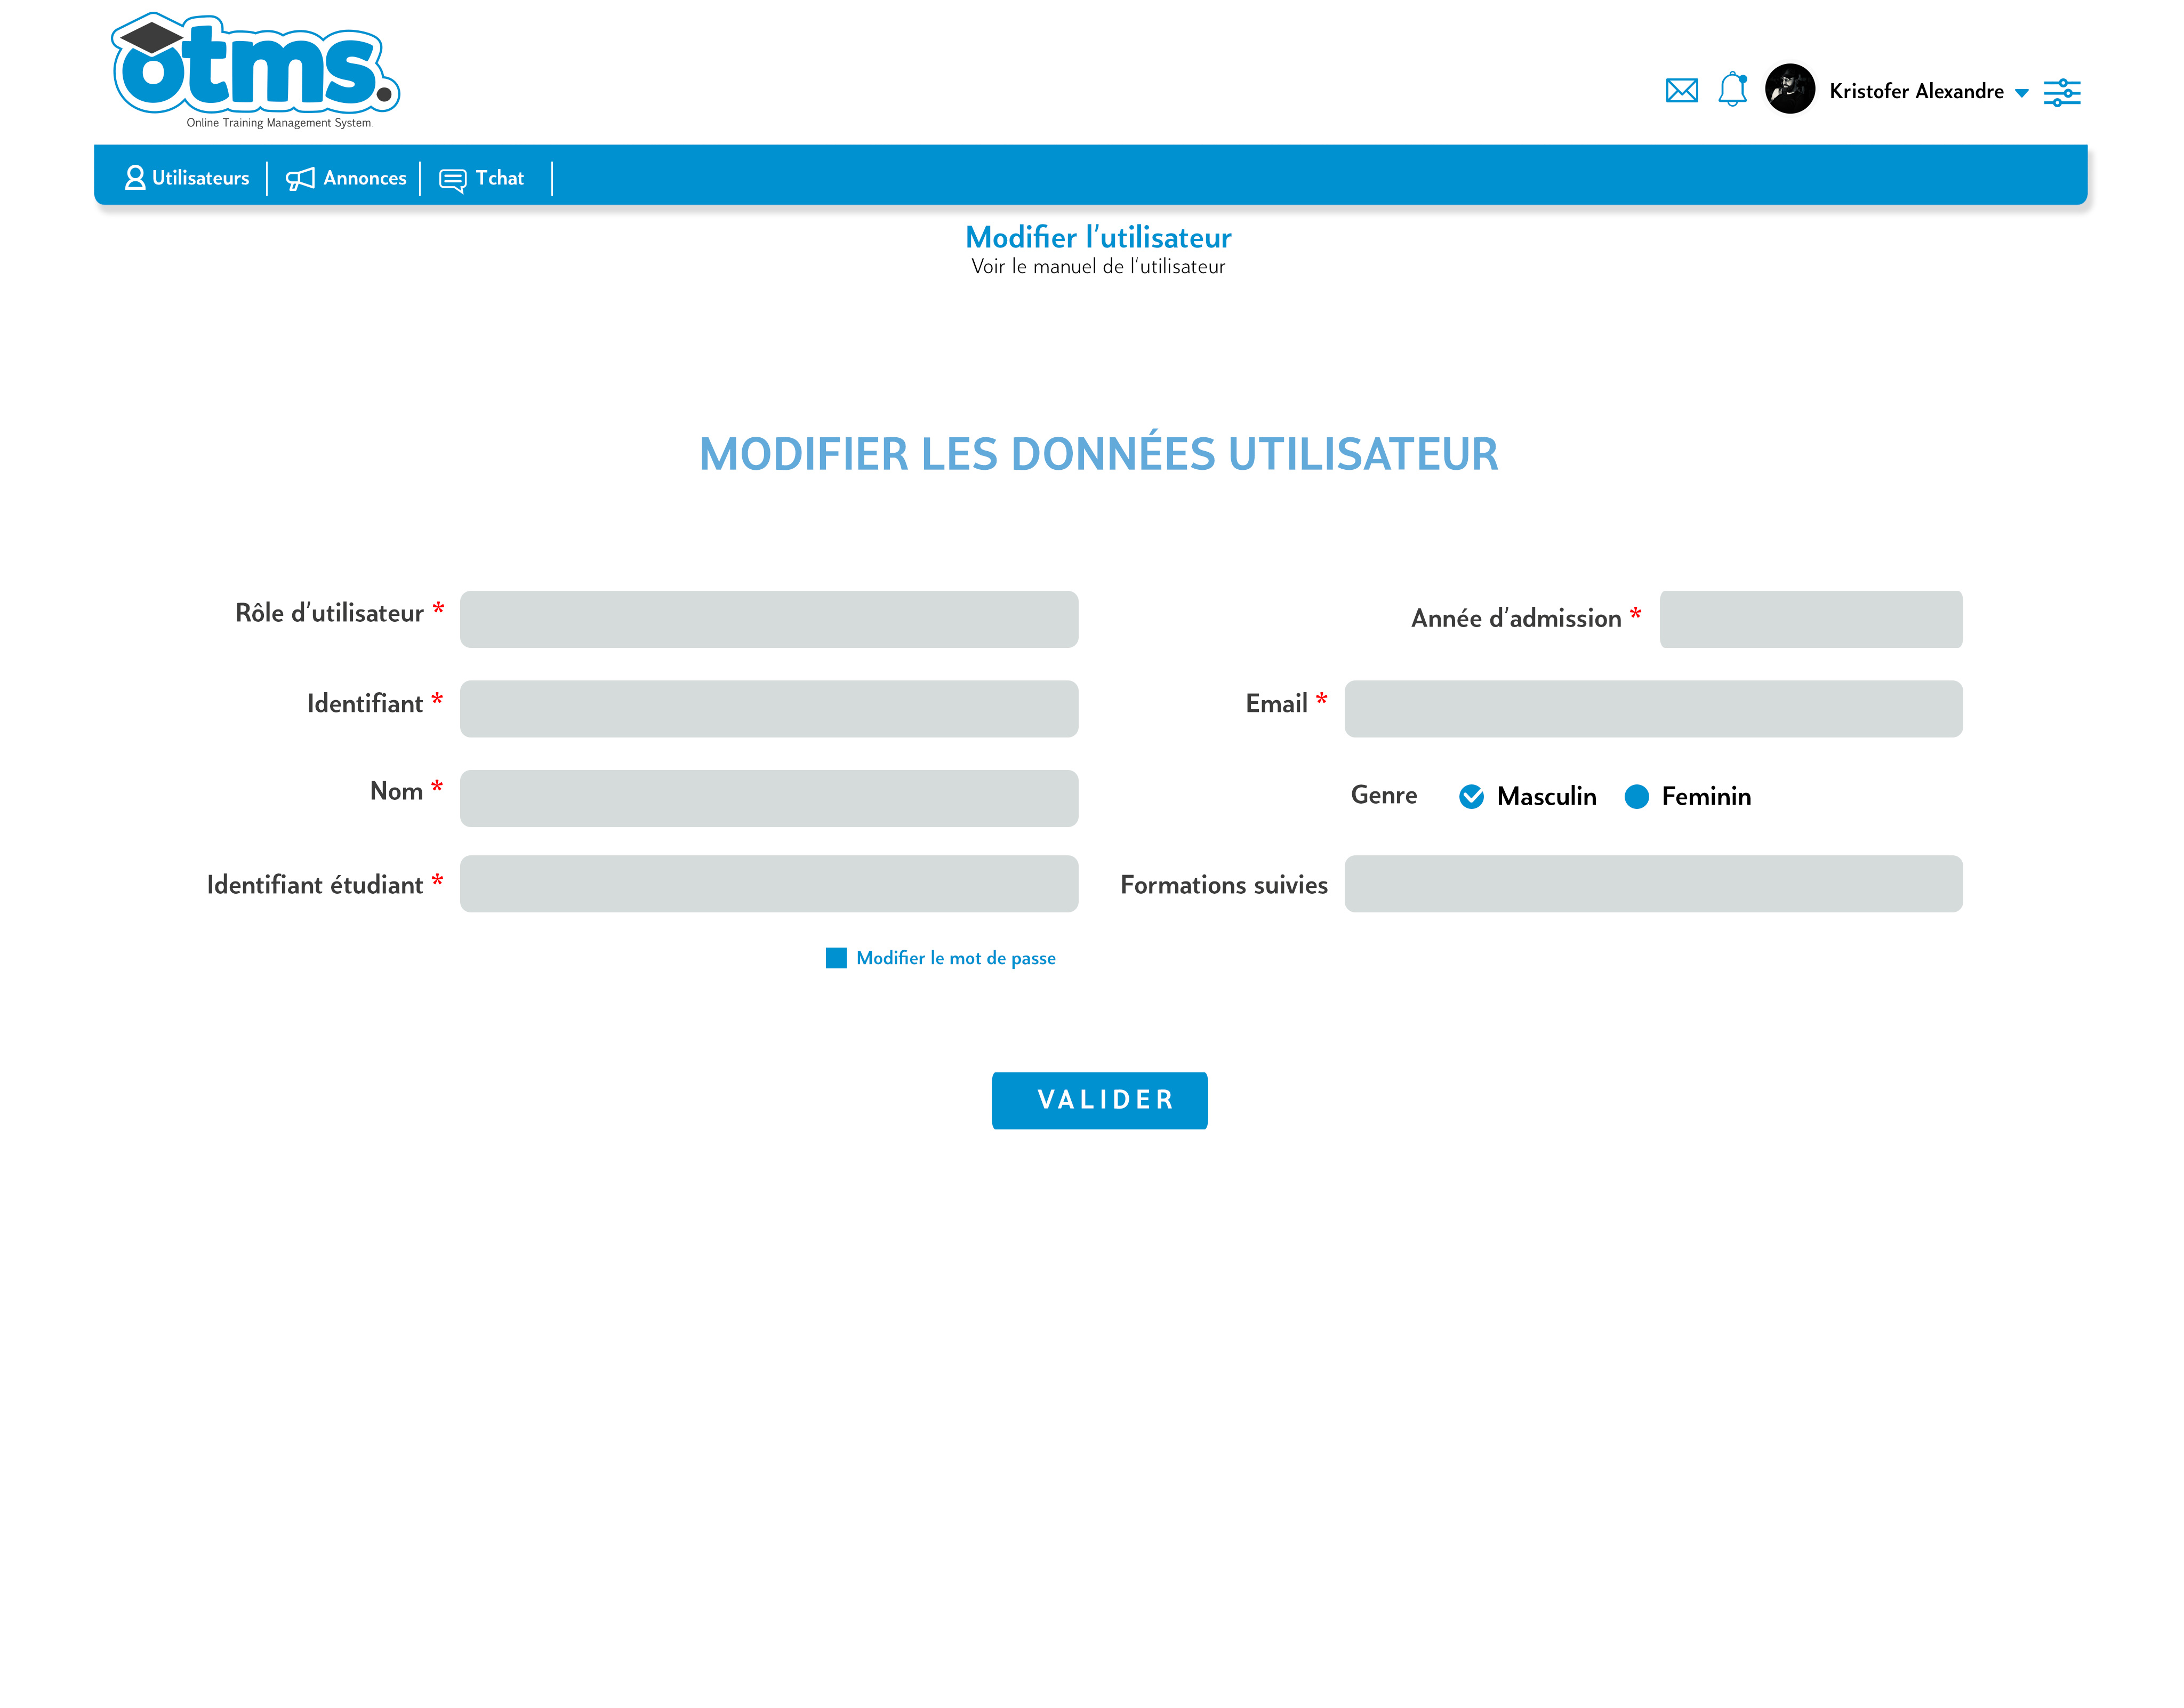 otms.
Online Training Management System.
Kristofer Alexandre
Utilisateurs
Annonces
Tchat
Modifier l'utilisateur
Voir le manuel de l'utilisateur
MODIFIER LES DONNÉES UTILISATEUR
Rôle d'utilisateur *
Année d'admission *
Identifiant *
Email *
Nom *
Genre
Masculin
Feminin
Identifiant étudiant *
Formations suivies
Modifier le mot de passe
VALIDER